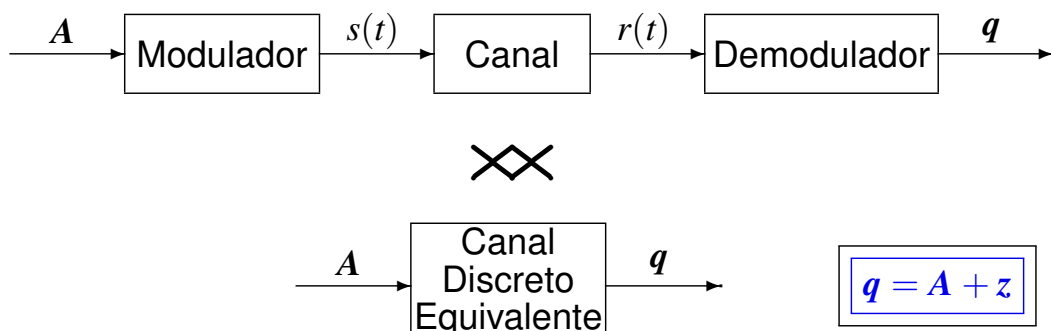 A
Modulador
s(t)
Canal
r(t)
Demodulador
q
A
Canal
Discreto
Equivalente
q
q = A + z